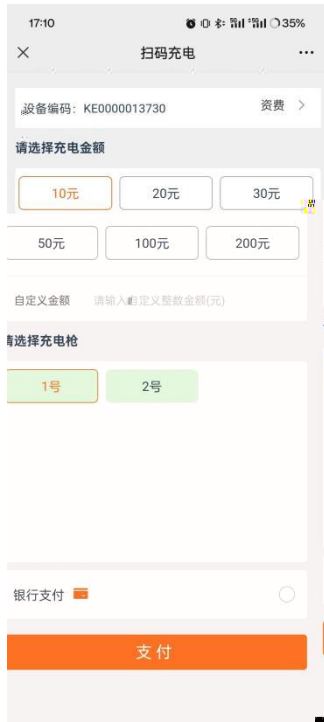 17:10
35%
扫码充电
设备编码：KE0000013730
资费
请选择充电金额
10元 20元 30元
50元 100元 200元
自定义金额 请输入自定义整数金额(元)
请选择充电枪
1号 2号
银行支付
支付